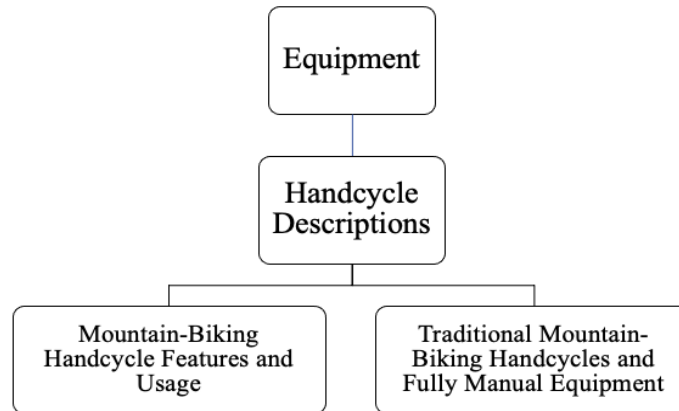 Equipment
Handcycle
Descriptions
Mountain-Biking
Handcycle Features and
Usage
Traditional Mountain-
Biking Handcycles and
Fully Manual Equipment